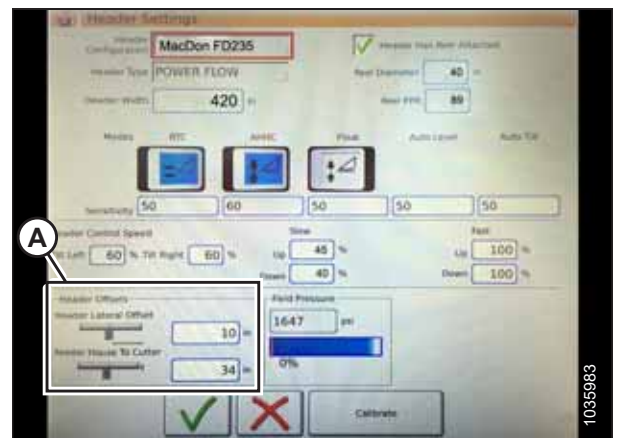 Header Settings
Header Configuration MacDon FD235 Header Has Reel Attached
Header Type POWER FLOW Reel Diameter 40 in
Header Width 420 in Reel PPR 89
Modes RTC AHHC Float Auto Level Auto Tilt
Sensitivity 50 60 50 50 50
Header Control Speed Slow Fast
A
Tilt Left 60 % Tilt Right 60 % Up 45 % Up 100 %
Down 40 % Down 100 %
Header Offsets Field Pressure
Header Lateral Offset 1647 psi
10 in
Feeder House To Cutter
34 in 0%
Calibrate
1035983